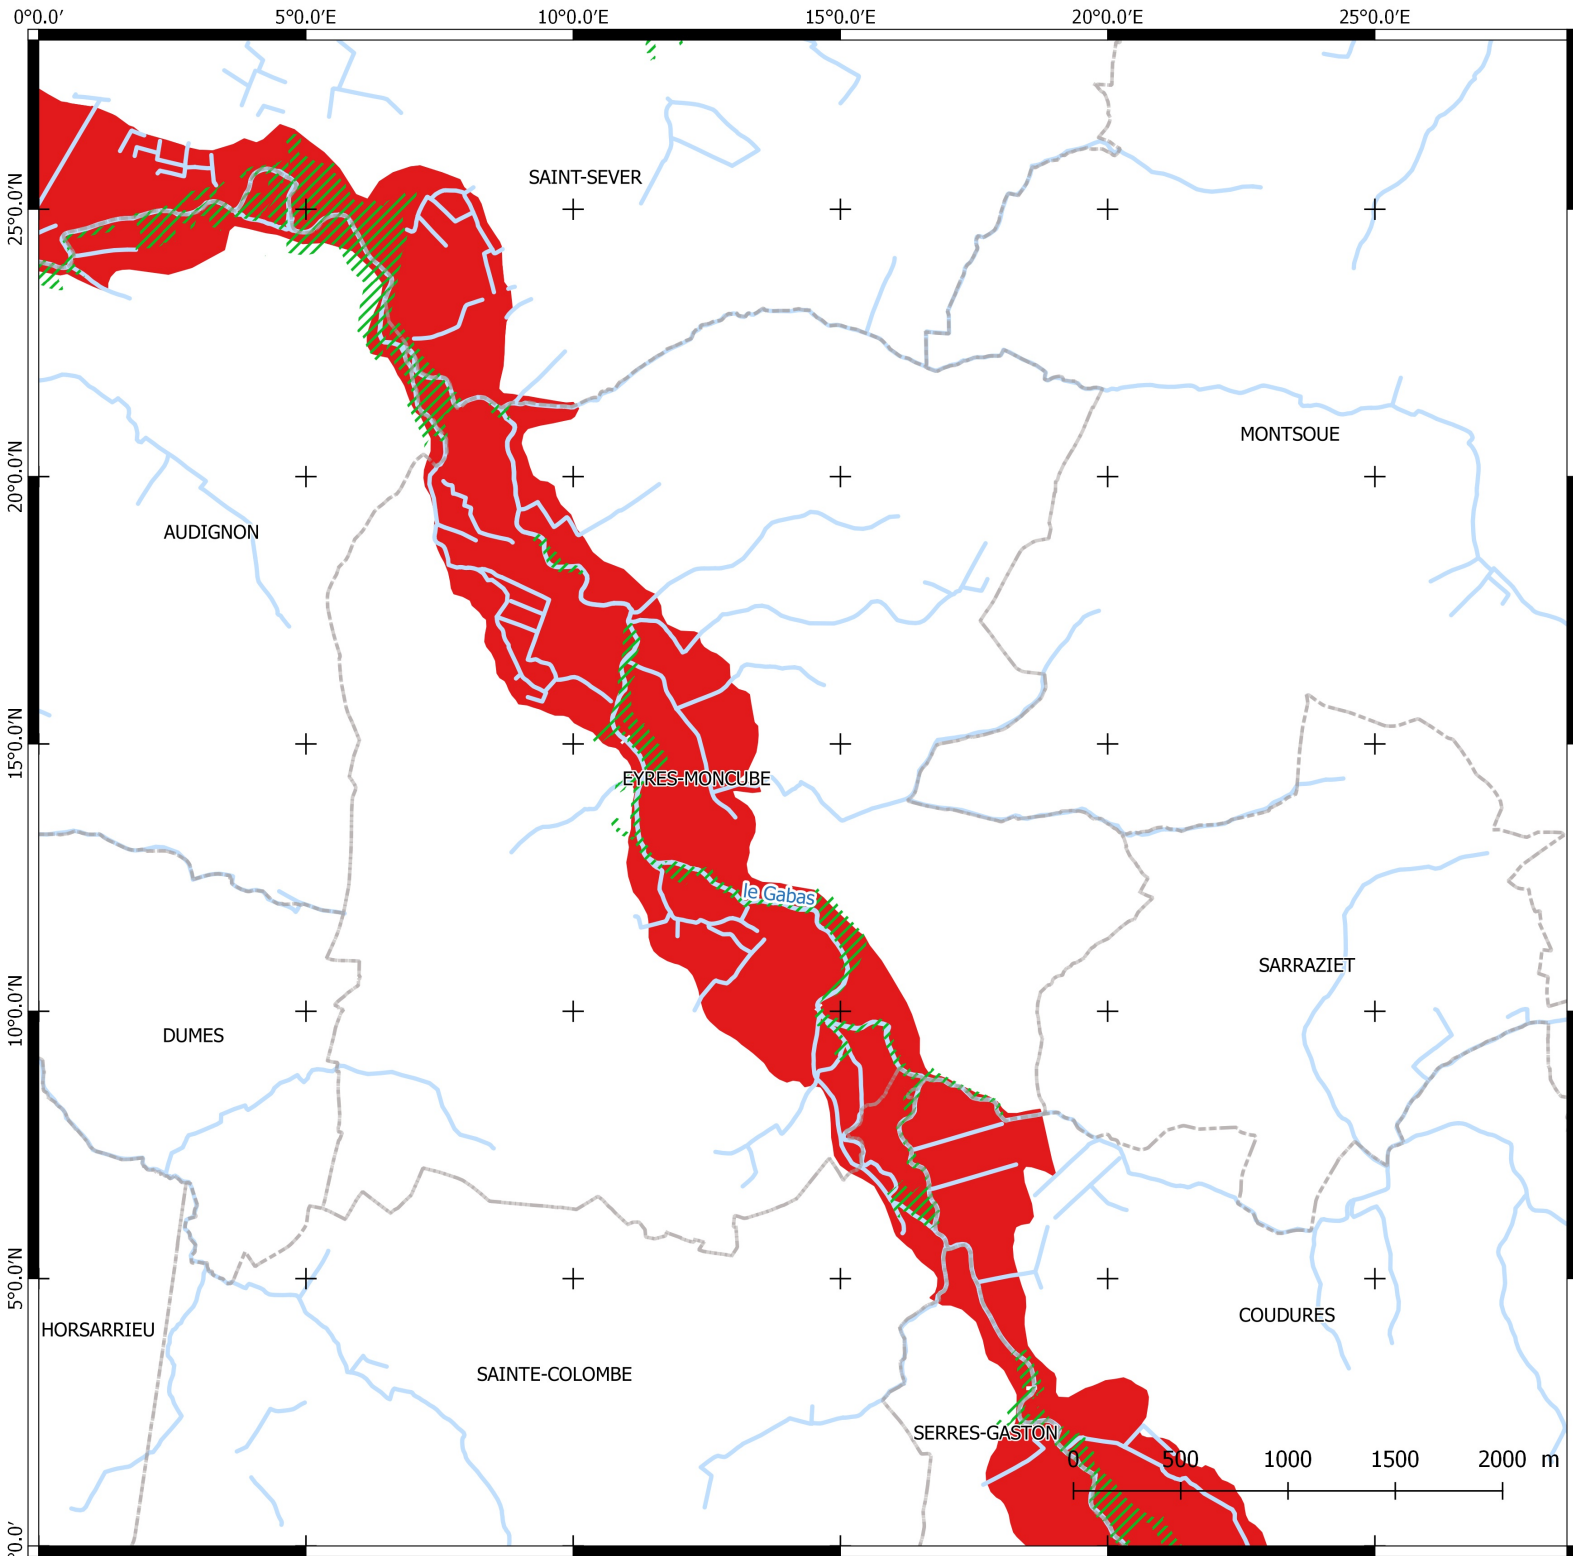 0°0.0′ 5°0.0′E 10°0.0′E 15°0.0′E 20°0.0′E 25°0.0′E
25°0.0′N
SAINT-SEVER
20°0.0′N
MONTSOUE
AUDIGNON
15°0.0′N
EYRES-MONCUBE
le Gabas
10°0.0′N
SARRAZIET
DUMES
5°0.0′N
COUDURES
HORSARRIEU
SAINTE-COLOMBE
SERRES-GASTON
0 500 1000 1500 2000 m
°0.0′